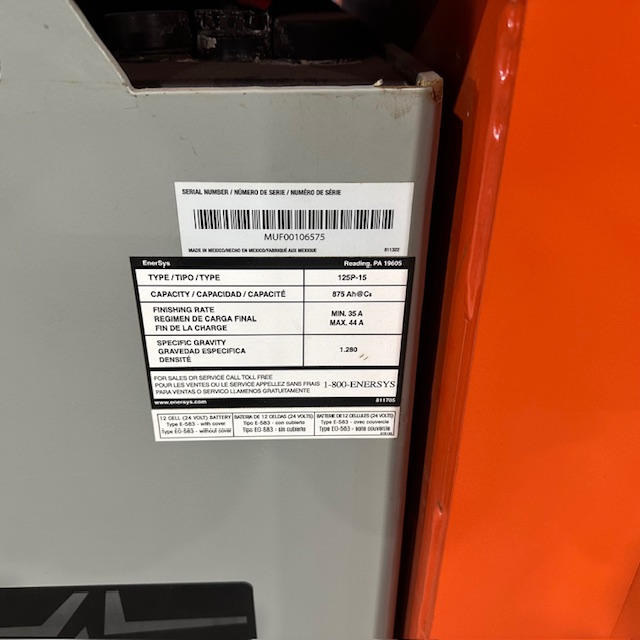 SERIAL NUMBER / NÚMERO DE SERIE / NUMÉRO DE SÉRIE
MUF00106575
MADE IN MEXICO/HECHO EN MEXICO/FABRIQUÉ AUX MEXIQUE 811322
EnerSys Reading, PA 19605
TYPE / TIPO / TYPE 125P-15
CAPACITY / CAPACIDAD / CAPACITÉ 875 Ah@C6
FINISHING RATE MIN. 35 A
REGIMEN DE CARGA FINAL MAX. 44 A
FIN DE LA CHARGE
SPECIFIC GRAVITY
GRAVEDAD ESPECIFICA 1.280
DENSITÉ
FOR SALES OR SERVICE CALL TOLL FREE
POUR LES VENTES OU LE SERVICE APPELLEZ SANS FRAIS 1-800-ENERSYS
PARA VENTAS O SERVICO LLAMENOS GRATUITAMENTE
www.enersys.com 811705
12 CELL (24 VOLT) BATTERY BATERIA DE 12 CELDAS (24 VOLTS) BATTERIE DE 12 CELLULES (24 VOLTS)
Type E-583 - with cover Tipo E-583 - con cubierto Type E-583 - avec couvercle
Type EO-583 - without cover Tipo EO-583 - sin cubierto Type EO-583 - sans couvercle